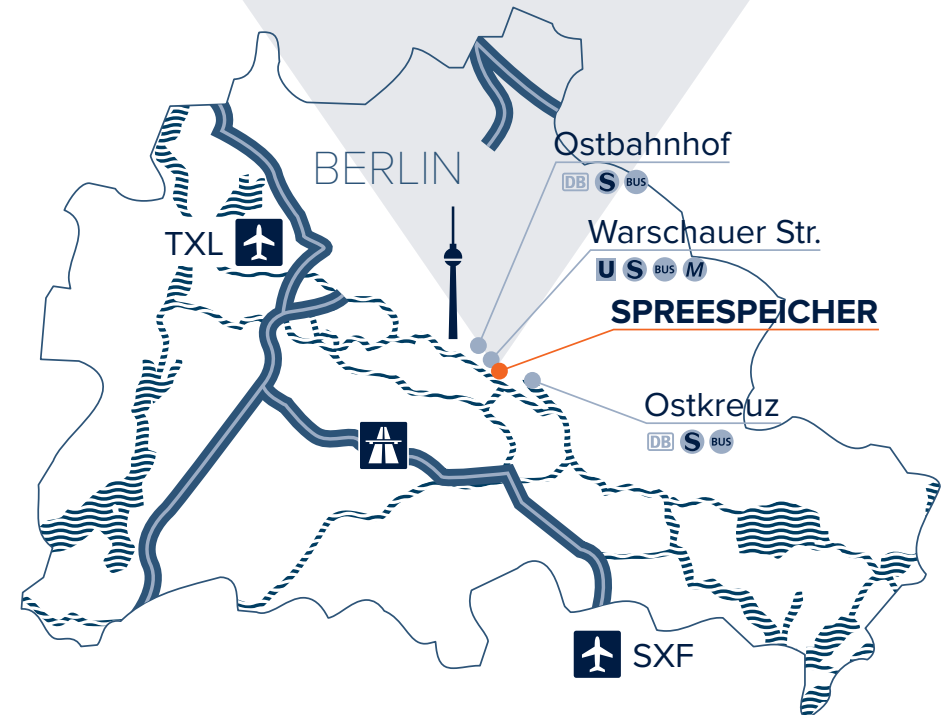 Ostbahnhof
DB S BUS
BERLIN
TXL
Warschauer Str.
U S BUS M
SPREESPEICHER
Ostkreuz
DB S BUS
SXF